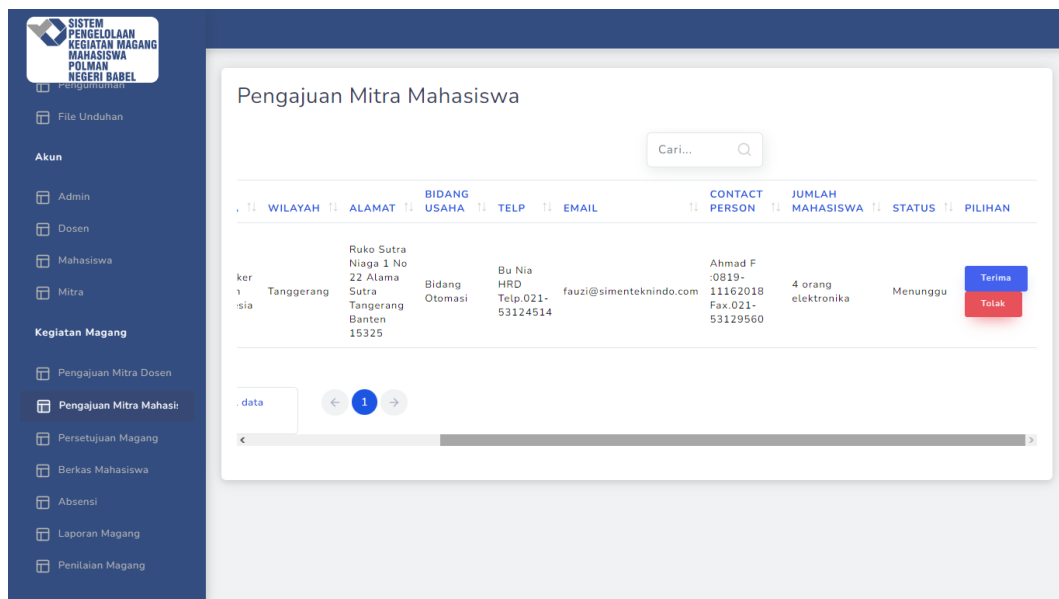 SISTEM
PENGELOLAAN
KEGIATAN MAGANG
MAHASISWA
POLMAN
NEGERI BABEL
Pengumuman
File Unduhan
Akun
Admin
Dosen
Mahasiswa
Mitra
Kegiatan Magang
Pengajuan Mitra Dosen
Pengajuan Mitra Mahasi
Persetujuan Magang
Berkas Mahasiswa
Absensi
Laporan Magang
Penilaian Magang
Pengajuan Mitra Mahasiswa
Cari...
WILAYAH
ALAMAT
BIDANG
USAHA
TELP
EMAIL
CONTACT
PERSON
JUMLAH
MAHASISWA
STATUS
PILIHAN
ker
sia
Tanggerang
Ruko Sutra
Niaga 1 No
22 Alama
Sutra
Tangerang
Banten
15325
Bidang
Otomasi
Bu Nia
HRD
Telp.021-
53124514
fauzi@simenteknindo.com
Ahmad F
:0819-
11162018
Fax.021-
53129560
4 orang
elektronika
Menunggu
Terima
Tolak
data
1